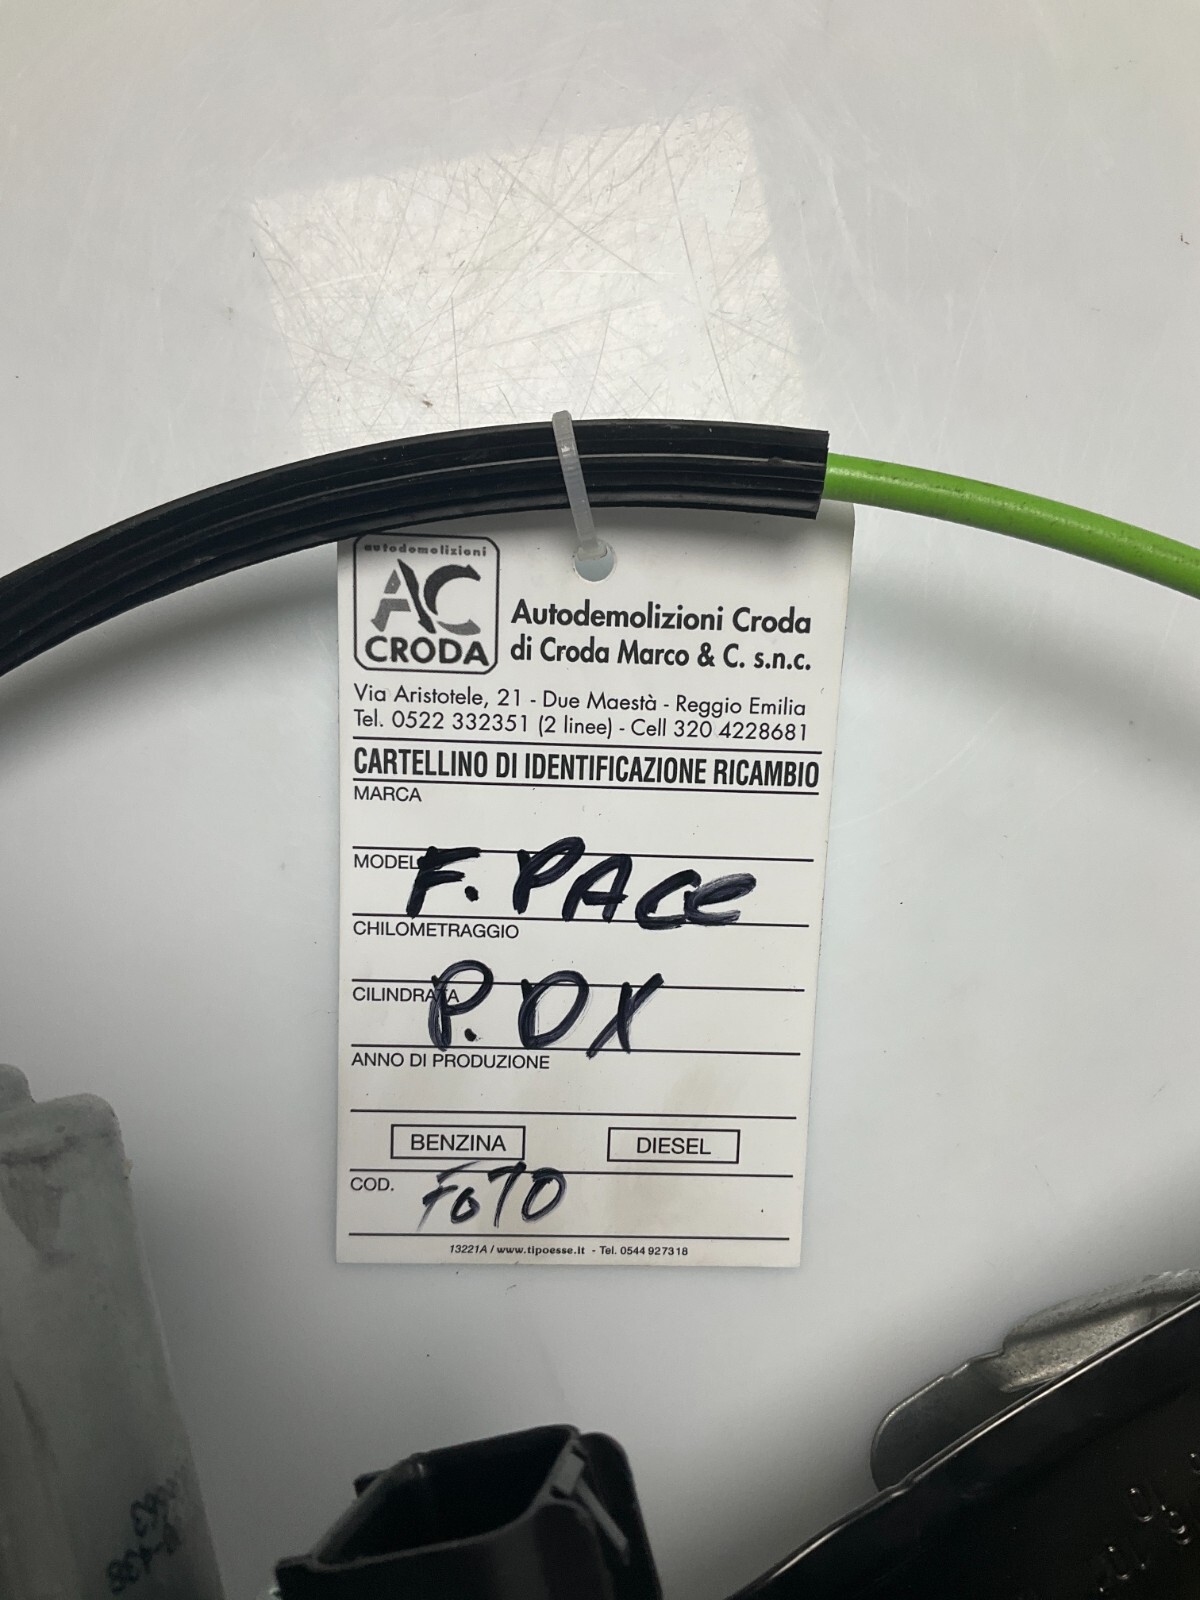 autodemolizioni
AC
CRODA
Autodemolizioni Croda
di Croda Marco & C. s.n.c.
Via Aristotele, 21 - Due Maestà - Reggio Emilia
Tel. 0522 332351 (2 linee) - Cell 320 4228681
CARTELLINO DI IDENTIFICAZIONE RICAMBIO
MARCA
MODEL F. PACE
CHILOMETRAGGIO
CILINDRATA P. DX
ANNO DI PRODUZIONE
BENZINA DIESEL
COD. FOTO
13221A / www.tipoesse.it - Tel. 0544 927318